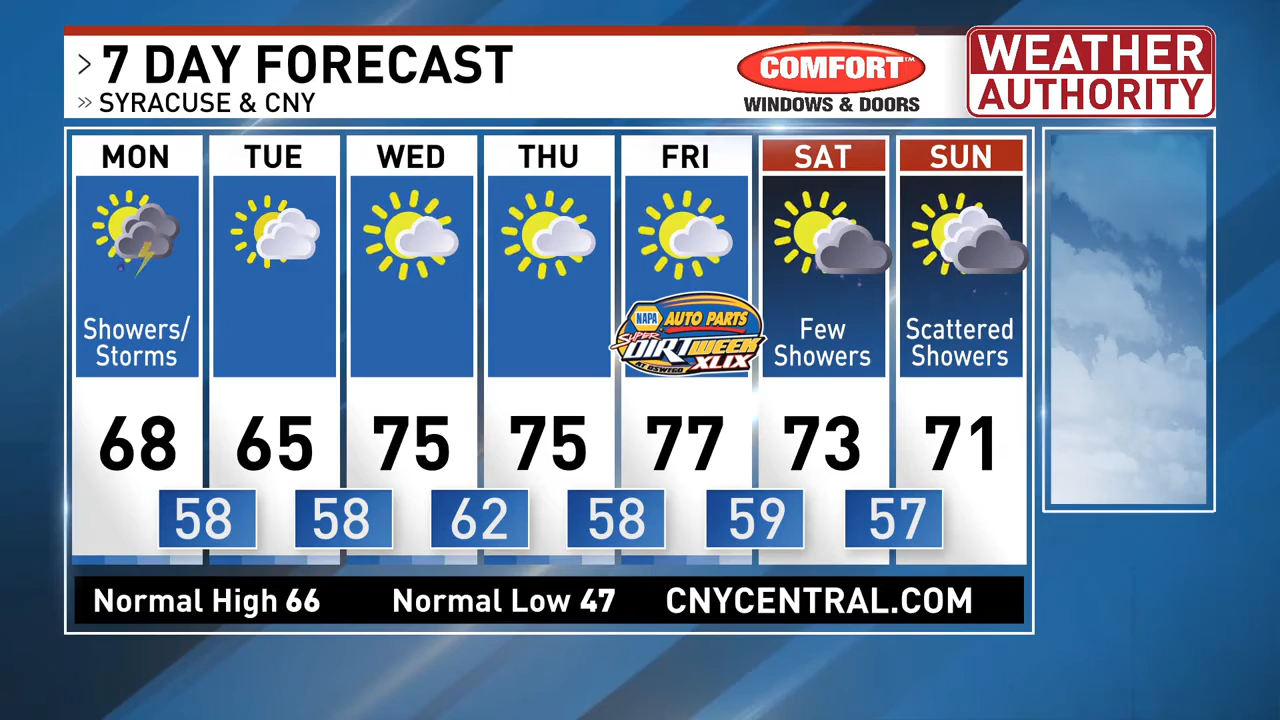 > 7 DAY FORECAST
» SYRACUSE & CNY
COMFORT™
WINDOWS & DOORS
WEATHER
AUTHORITY
MON TUE WED THU FRI SAT SUN
Showers/
Storms
NAPA AUTO PARTS
SUPER
DIRT WEEK
AT OSWEGO XLIX
Few
Showers
Scattered
Showers
68 65 75 75 77 73 71
58 58 62 58 59 57
Normal High 66 Normal Low 47 CNYCENTRAL.COM